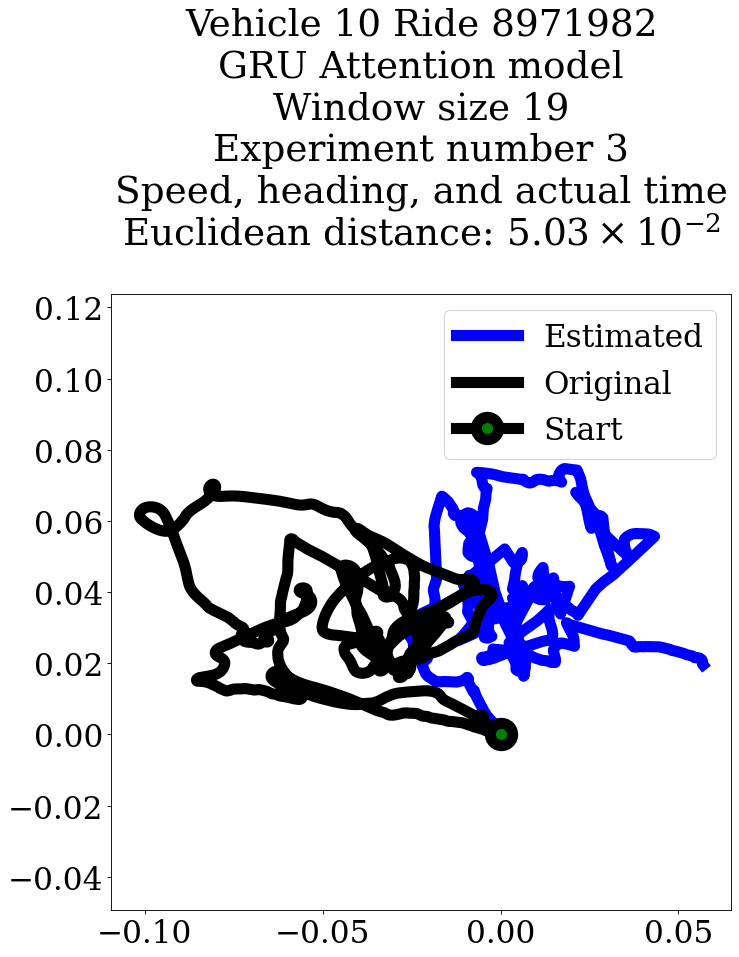 Vehicle 10 Ride 8971982
GRU Attention model
Window size 19
Experiment number 3
Speed, heading, and actual time
Euclidean distance: 5.03 × 10⁻²
Estimated
Original
Start
0.12
0.10
0.08
0.06
0.04
0.02
0.00
−0.02
−0.04
−0.10
−0.05
0.00
0.05